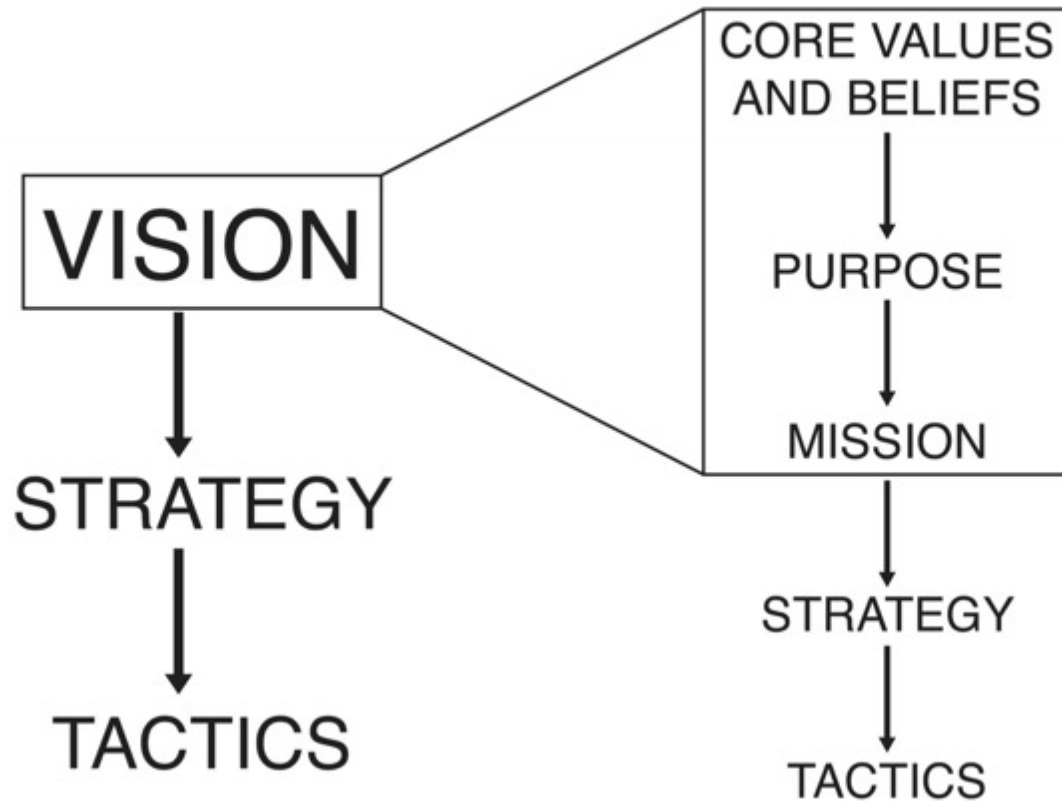 VISION
STRATEGY
TACTICS
CORE VALUES
AND BELIEFS
PURPOSE
MISSION
STRATEGY
TACTICS